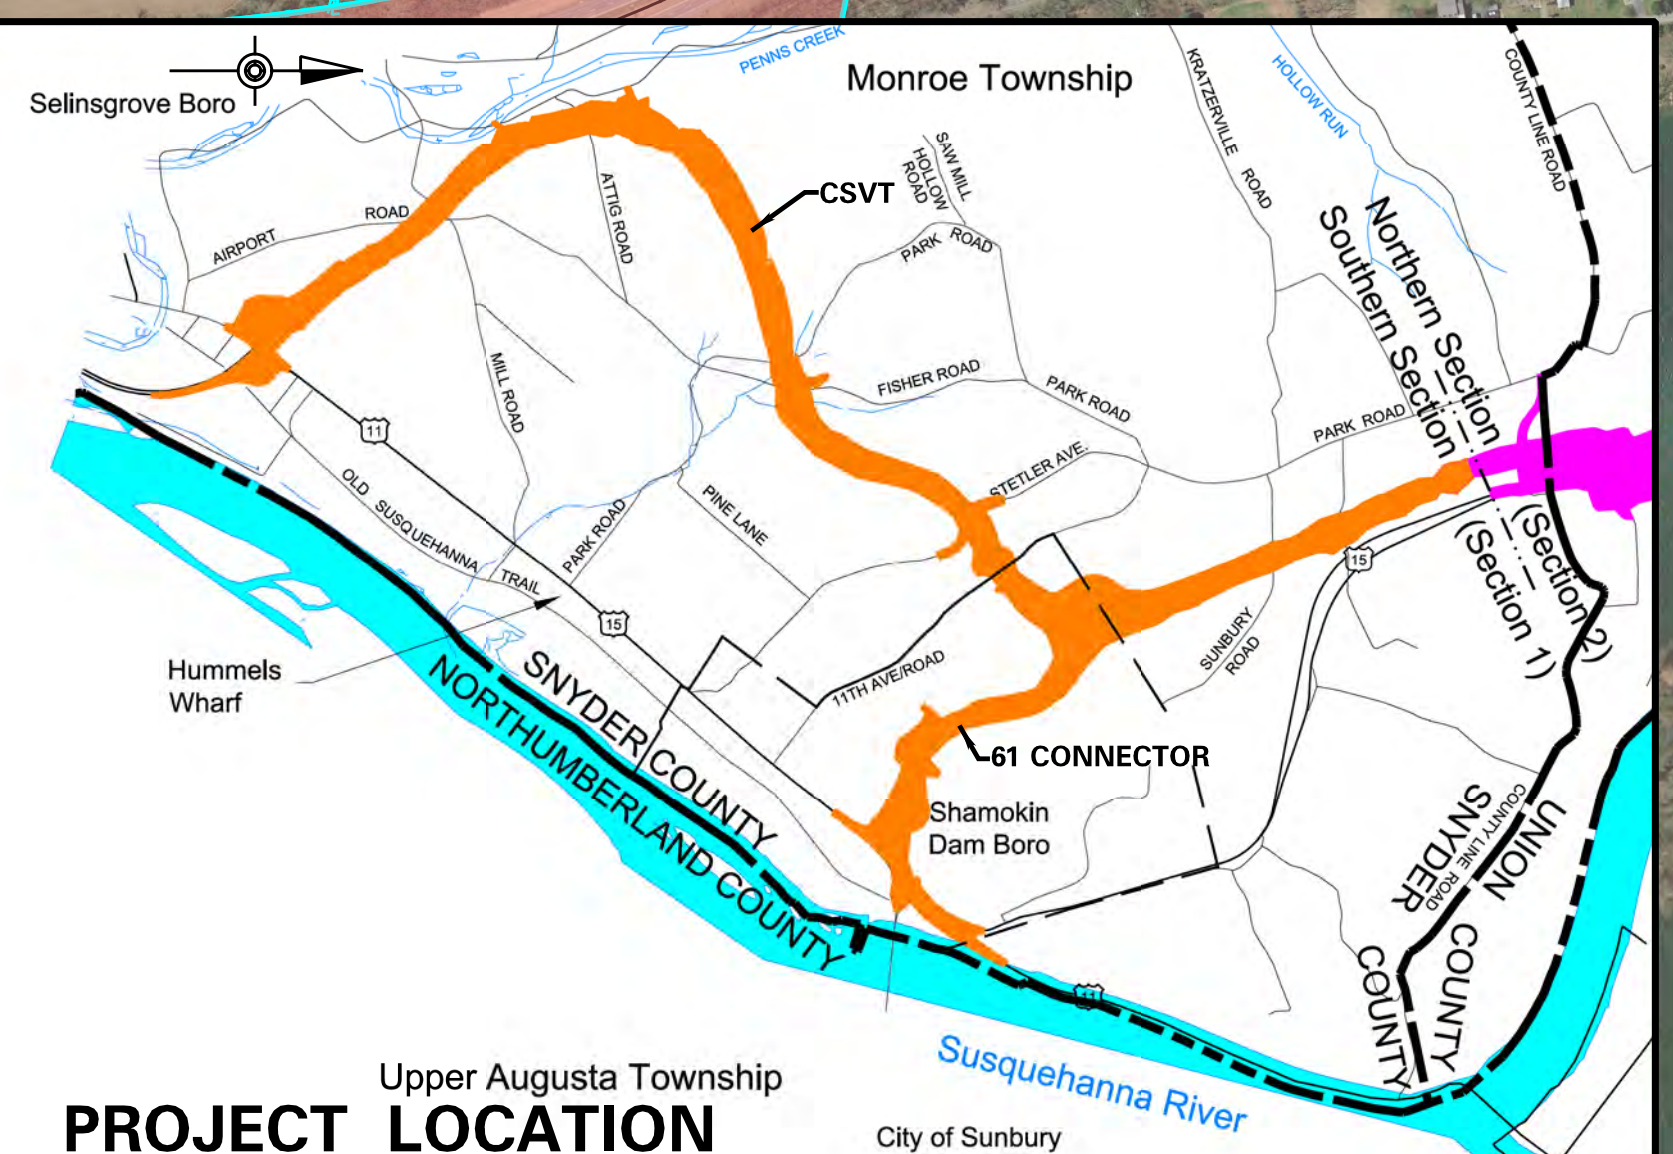 PENNS CREEK
Monroe Township
Selinsgrove Boro
KRATZERVILLE ROAD
HOLLOW RUN
COUNTY LINE ROAD
SAW MILL
HOLLOW
ROAD
CSVT
AIRPORT ROAD
ATTIG ROAD
PARK ROAD
Northern Section
Southern Section
MILL ROAD
FISHER ROAD
PARK ROAD
PARK ROAD
11
STETLER AVE.
OLD SUSQUEHANNA TRAIL
PARK ROAD
PINE LANE
15
(Section 2)
(Section 1)
15
Hummels
Wharf
SUNBURY
ROAD
11TH AVE/ROAD
SNYDER COUNTY
NORTHUMBERLAND COUNTY
61 CONNECTOR
Shamokin
Dam Boro
UNION COUNTY
COUNTY LINE ROAD
SNYDER COUNTY
11
Susquehanna River
Upper Augusta Township
PROJECT LOCATION
City of Sunbury